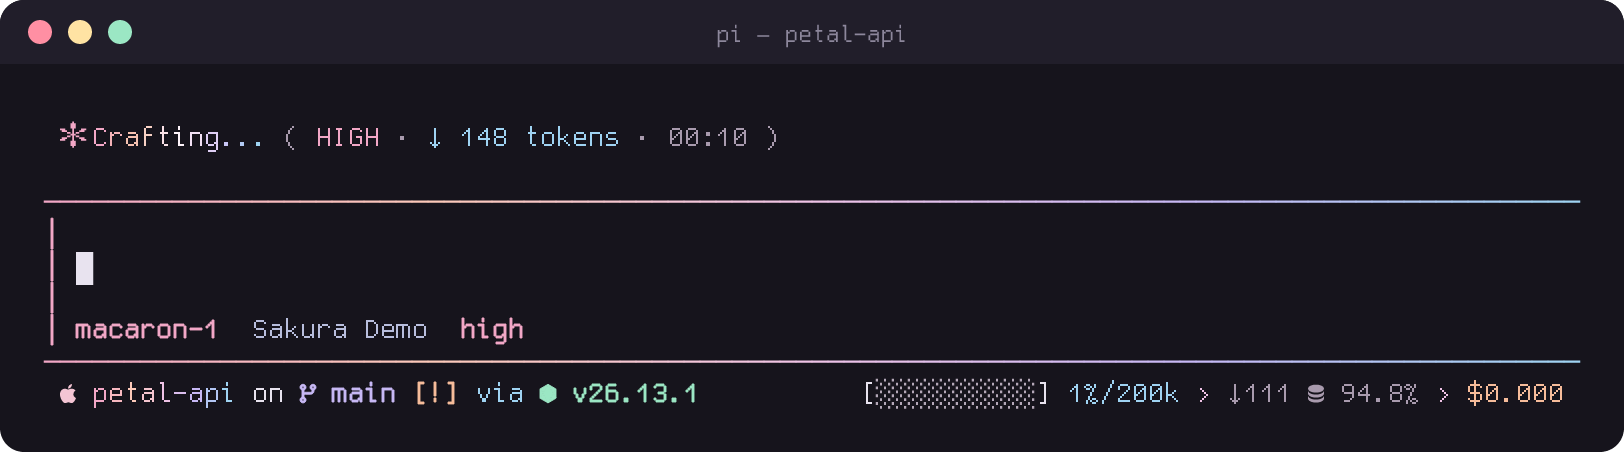 pi — petal-api
Crafting... ( HIGH · ↓ 148 tokens · 00:10 )
macaron-1 Sakura Demo high
petal-api on main [!] via v26.13.1 [░░░░░░░░░░] 1%/200k › ↓111 94.8% › $0.000